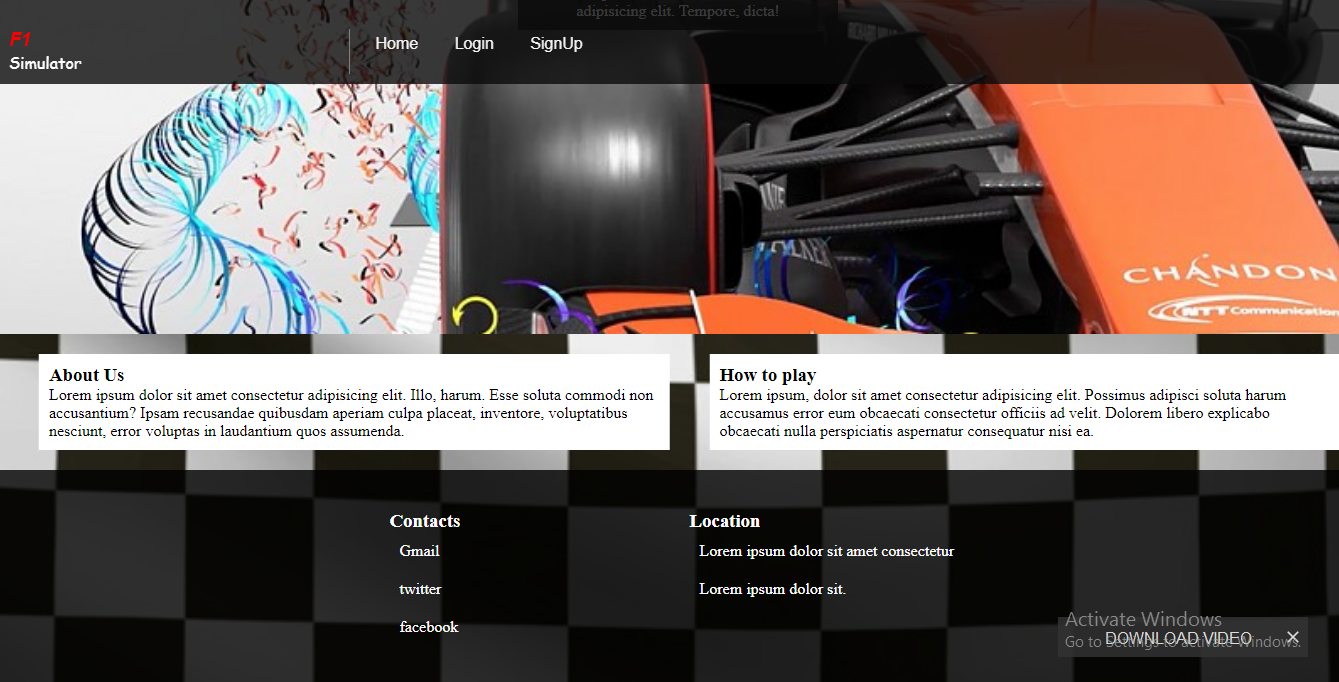 adipisicing elit. Tempore, dicta!
F1
Simulator
Home
Login
SignUp
CHANDON
NTT Communication
About Us
Lorem ipsum dolor sit amet consectetur adipisicing elit. Illo, harum. Esse soluta commodi non
accusantium? Ipsam recusandae quibusdam aperiam culpa placeat, inventore, voluptatibus
nesciunt, error voluptas in laudantium quos assumenda.
How to play
Lorem ipsum, dolor sit amet consectetur adipisicing elit. Possimus adipisci soluta harum
accusamus error eum obcaecati consectetur officiis ad velit. Dolorem libero explicabo
obcaecati nulla perspiciatis aspernatur consequatur nisi ea.
Contacts
Gmail
twitter
facebook
Location
Lorem ipsum dolor sit amet consectetur
Lorem ipsum dolor sit.
Activate Windows
Go to Settings to activate Windows.
DOWNLOAD VIDEO